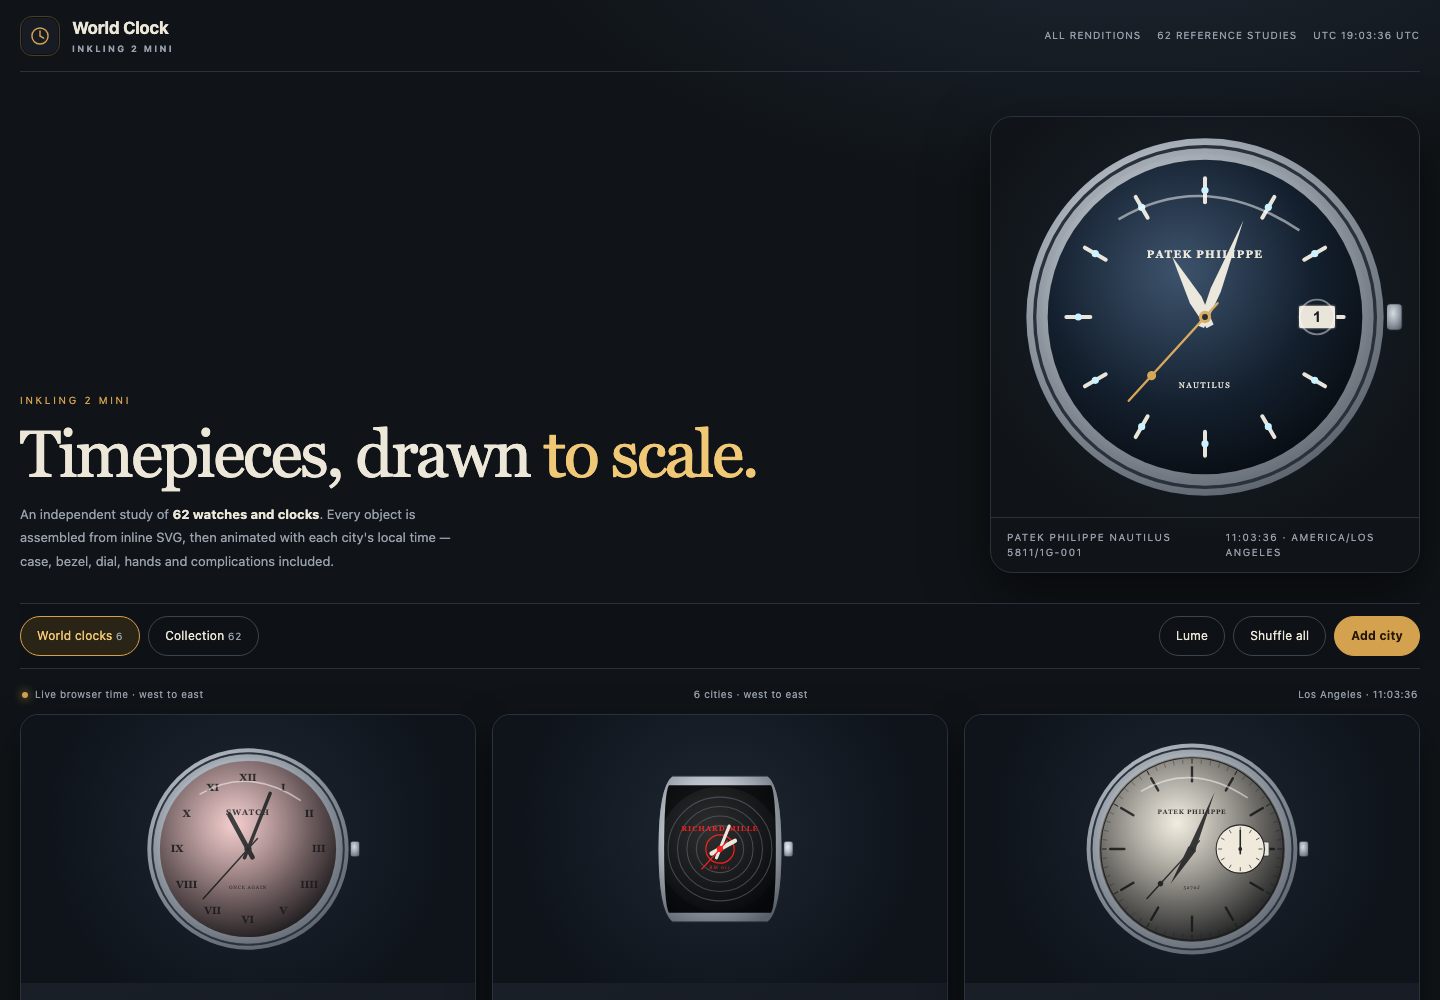 World Clock
INKLING 2 MINI
ALL RENDITIONS
62 REFERENCE STUDIES
UTC 19:03:36 UTC
PATEK PHILIPPE
1
NAUTILUS
PATEK PHILIPPE NAUTILUS
5811/1G-001
11:03:36 · AMERICA/LOS
ANGELES
INKLING 2 MINI
Timepieces, drawn to scale.
An independent study of 62 watches and clocks. Every object is
assembled from inline SVG, then animated with each city's local time —
case, bezel, dial, hands and complications included.
World clocks 6
Collection 62
Lume
Shuffle all
Add city
Live browser time · west to east
6 cities · west to east
Los Angeles · 11:03:36
XII
XI
I
SWATCH
X
II
IX
III
VIII
ONCE AGAIN
IIII
VII
V
VI
RICHARD MILLE
PATEK PHILIPPE